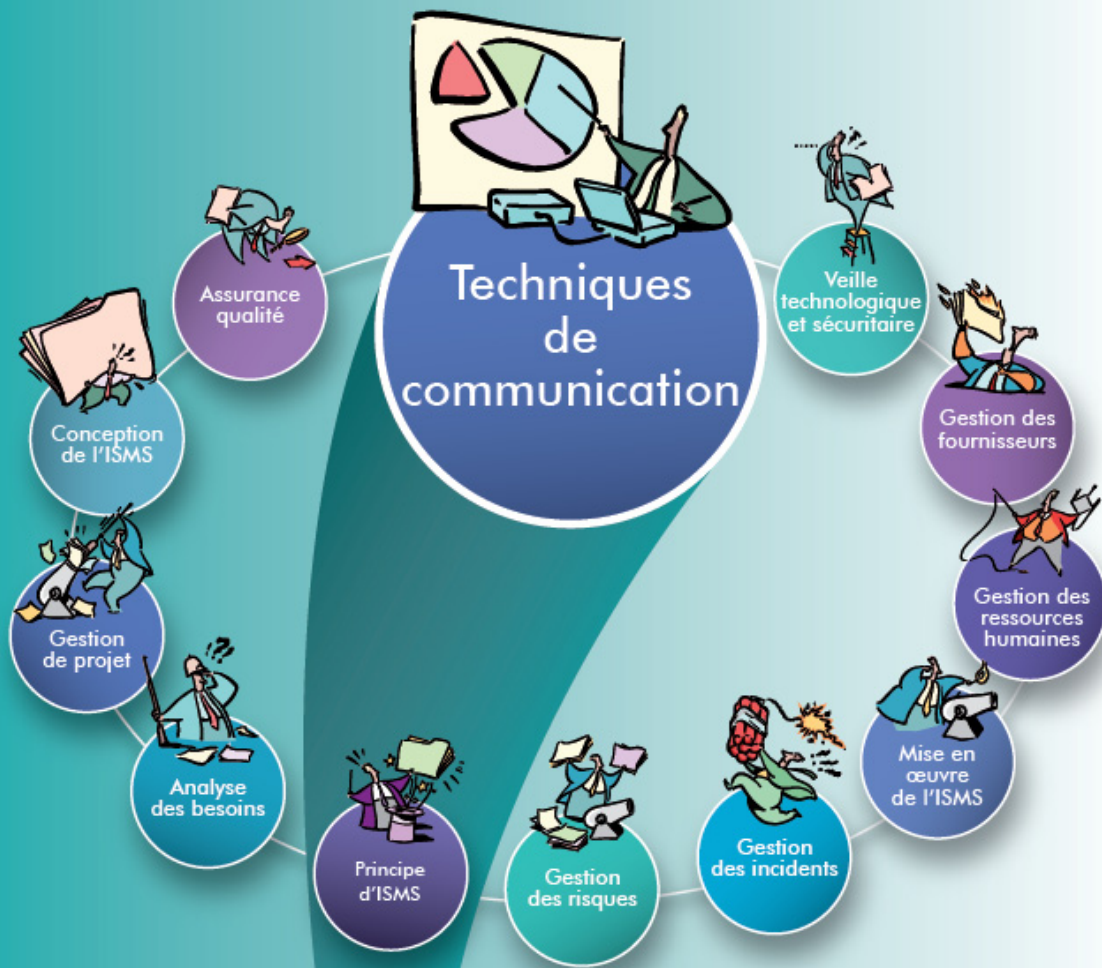 Techniques
de
communication
Veille
technologique
et sécuritaire
Gestion des
fournisseurs
Gestion des
ressources
humaines
Mise en
œuvre
de l'ISMS
Gestion
des incidents
Gestion
des risques
Principe
d'ISMS
Analyse
des besoins
Gestion
de projet
Conception
de l'ISMS
Assurance
qualité